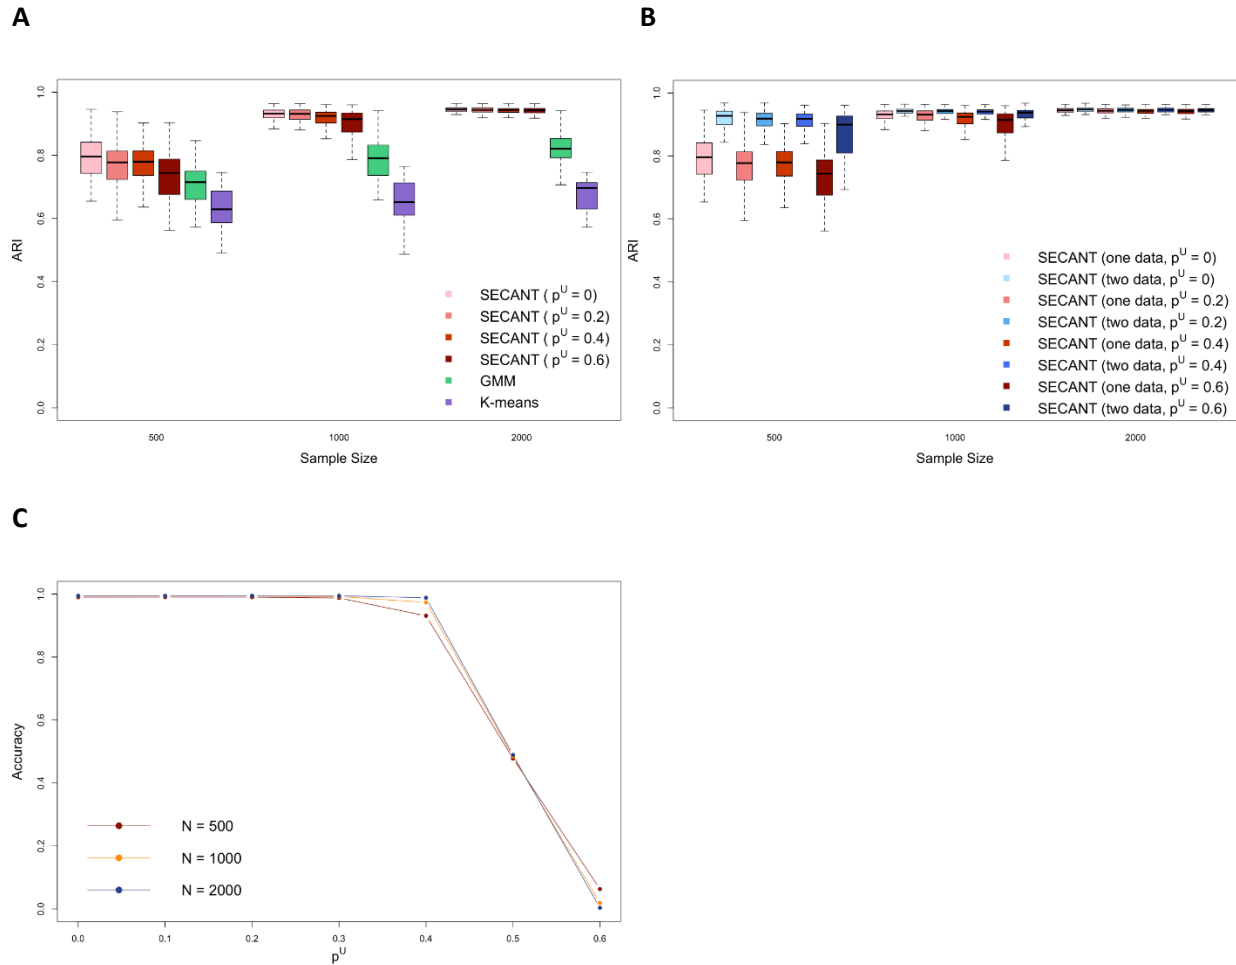 A
B
1.0
0.8
0.6
0.4
0.2
0.0
ARI
500
1000
2000
Sample Size
SECANT ( p^U = 0)
SECANT ( p^U = 0.2)
SECANT ( p^U = 0.4)
SECANT ( p^U = 0.6)
GMM
K-means
1.0
0.8
0.6
0.4
0.2
0.0
ARI
500
1000
2000
Sample Size
SECANT (one data, p^U = 0)
SECANT (two data, p^U = 0)
SECANT (one data, p^U = 0.2)
SECANT (two data, p^U = 0.2)
SECANT (one data, p^U = 0.4)
SECANT (two data, p^U = 0.4)
SECANT (one data, p^U = 0.6)
SECANT (two data, p^U = 0.6)
C
1.0
0.8
0.6
0.4
0.2
0.0
Accuracy
N = 500
N = 1000
N = 2000
0.0
0.1
0.2
0.3
0.4
0.5
0.6
p^U